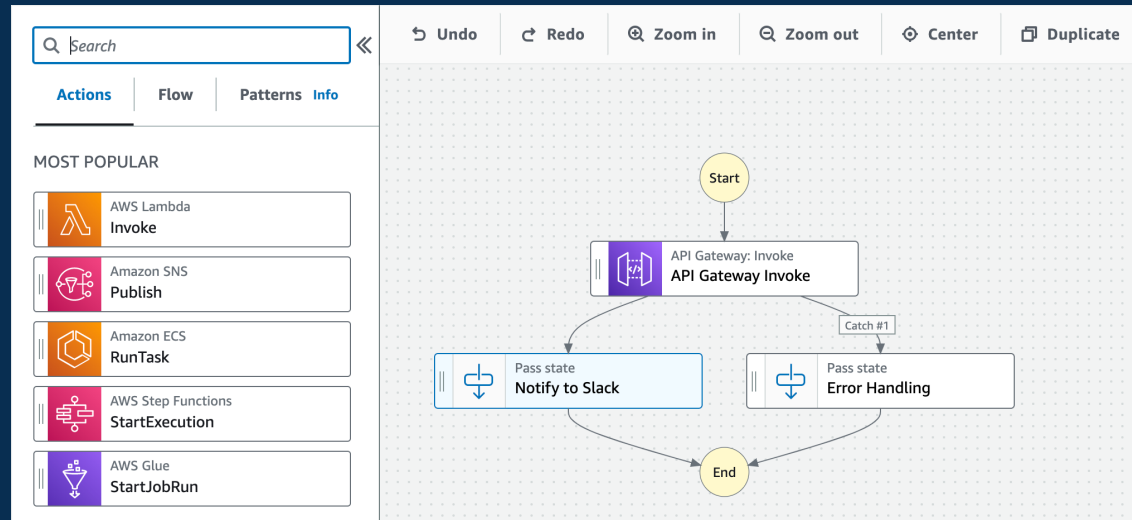 Search
Actions
Flow
Patterns Info
MOST POPULAR
AWS Lambda
Invoke
Amazon SNS
Publish
Amazon ECS
RunTask
AWS Step Functions
StartExecution
AWS Glue
StartJobRun
Undo
Redo
Zoom in
Zoom out
Center
Duplicate
Start
API Gateway: Invoke
API Gateway Invoke
Catch #1
Pass state
Notify to Slack
Pass state
Error Handling
End